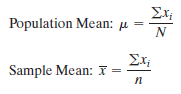 Population Mean: μ = Σxᵢ / N
Sample Mean: x̄ = Σxᵢ / n